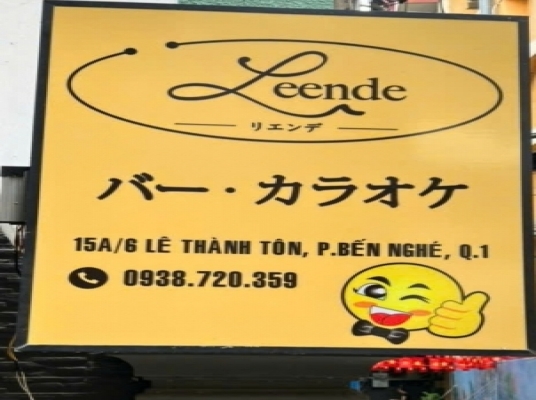 Leende
リエンデ
バー・カラオケ
15A/6 LÊ THÀNH TÔN, P.BẾN NGHÉ, Q.1
0938.720.359